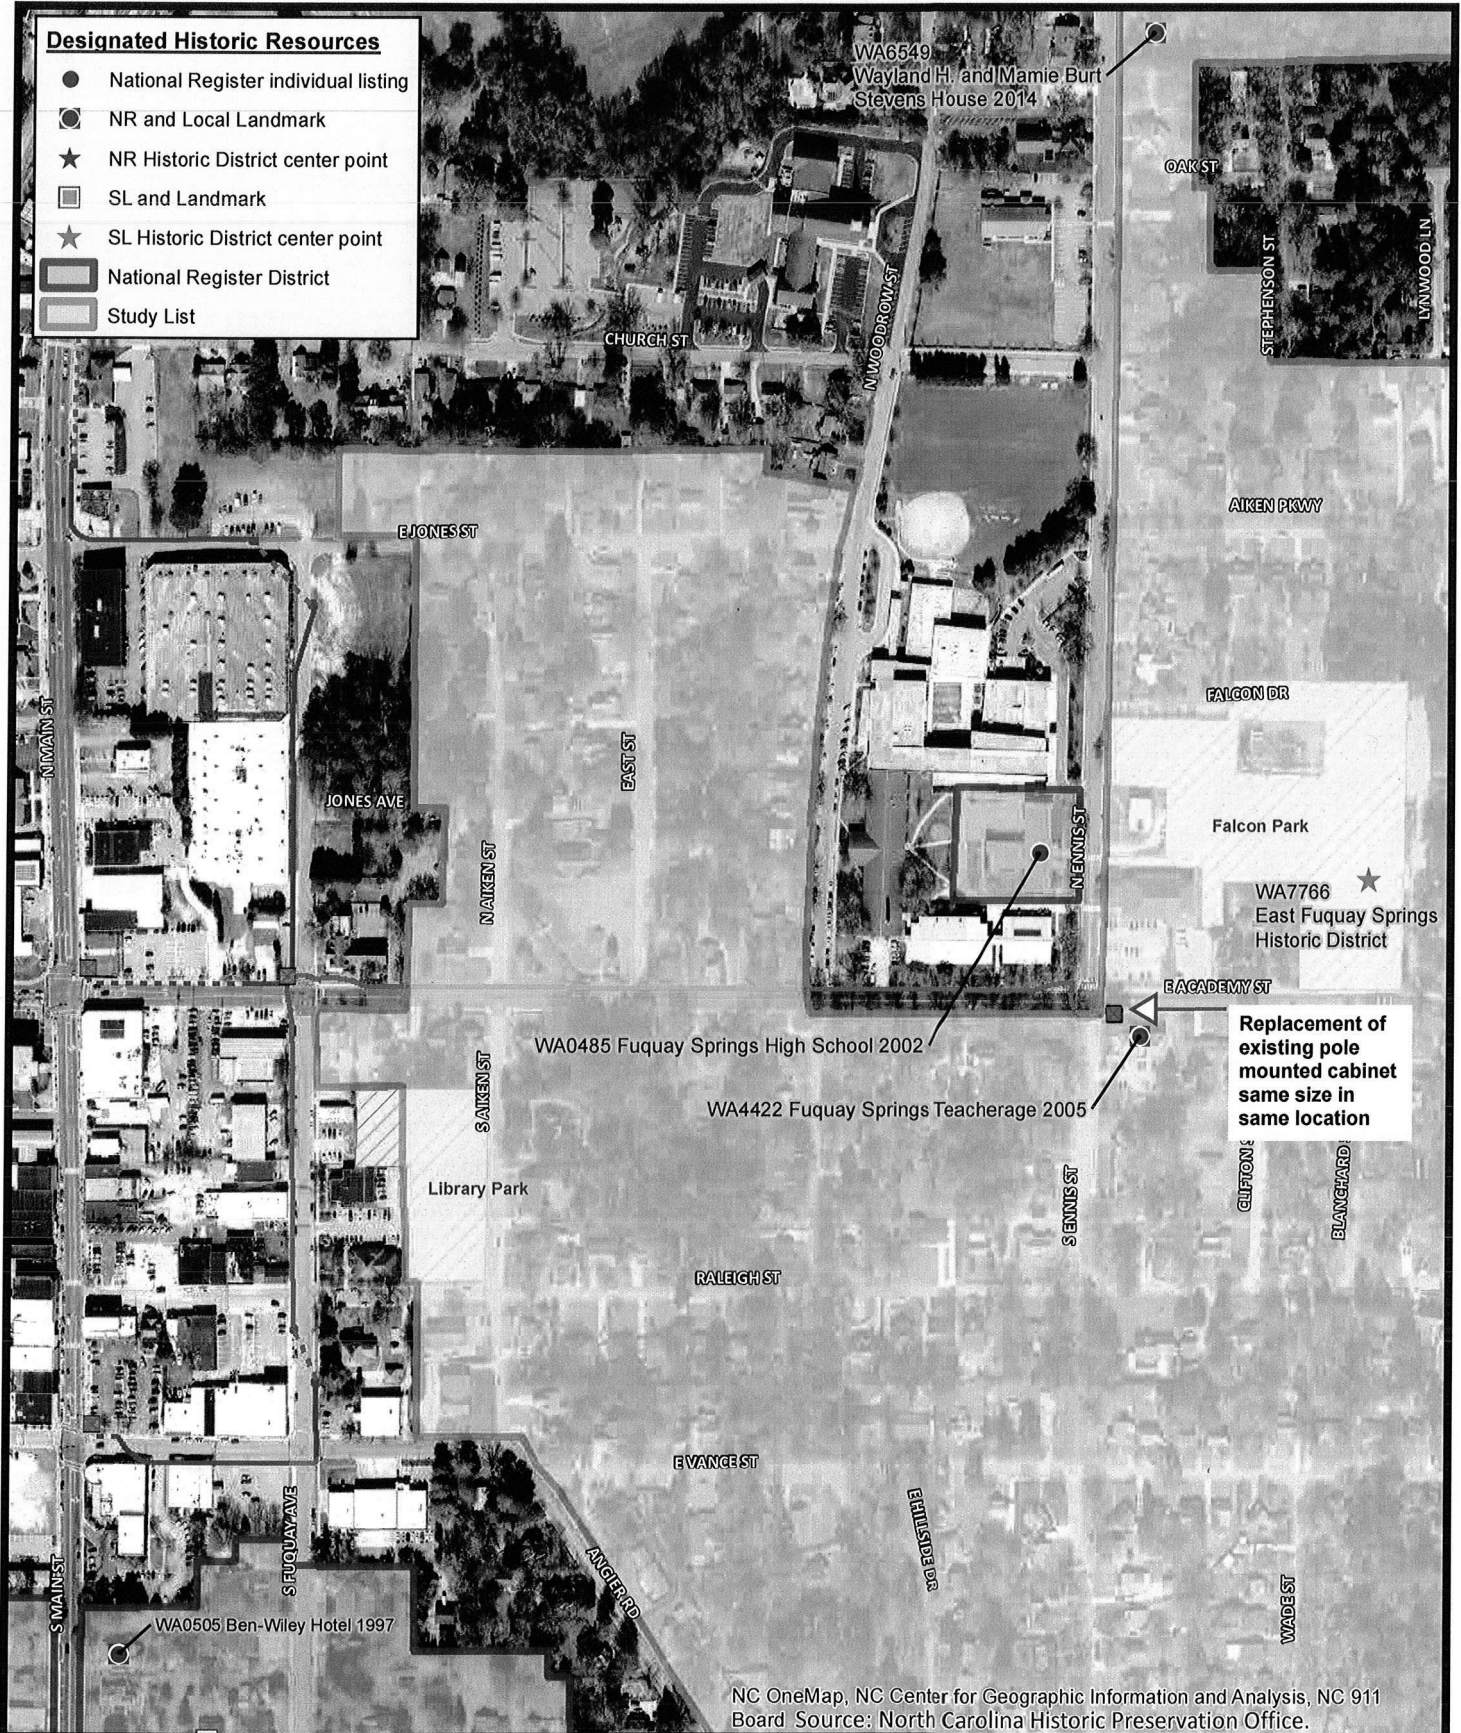 Designated Historic Resources
National Register individual listing
NR and Local Landmark
NR Historic District center point
SL and Landmark
SL Historic District center point
National Register District
Study List
WA6549
Wayland H. and Mamie Burt
Stevens House 2014
OAK ST
STEPHENSON ST
LYNWOOD LN
N WOODROW ST
CHURCH ST
AIKEN PKWY
E JONES ST
FALCON DR
N MAIN ST
EAST ST
JONES AVE
N AIKEN ST
N ENNIS ST
Falcon Park
WA7766
East Fuquay Springs
Historic District
E ACADEMY ST
Replacement of
existing pole
mounted cabinet
same size in
same location
WA0485 Fuquay Springs High School 2002
WA4422 Fuquay Springs Teacherage 2005
S AIKEN ST
Library Park
S ENNIS ST
CLIFTON S
BLANCHARD
RALEIGH ST
E VANCE ST
E HILLSIDE DR
S FUQUAY AVE
ANGIER RD
S MAIN ST
WADE ST
WA0505 Ben-Wiley Hotel 1997
NC OneMap, NC Center for Geographic Information and Analysis, NC 911
Board Source: North Carolina Historic Preservation Office.